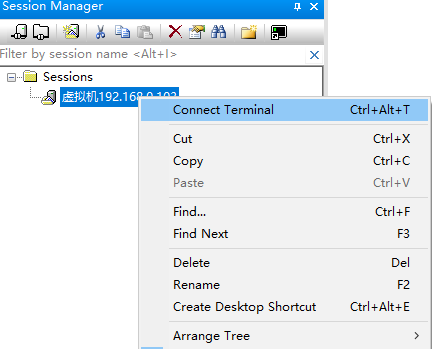 Session Manager
Filter by session name <Alt+I>
Sessions
虚拟机192.168.0.103
Connect Terminal Ctrl+Alt+T
Cut Ctrl+X
Copy Ctrl+C
Paste Ctrl+V
Find... Ctrl+F
Find Next F3
Delete Del
Rename F2
Create Desktop Shortcut Ctrl+Alt+E
Arrange Tree